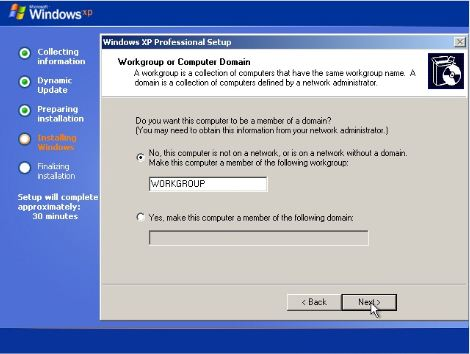 Microsoft
Windows xp
Collecting
information
Dynamic
Update
Preparing
installation
Installing
Windows
Finalizing
installation
Setup will complete
approximately:
30 minutes
Windows XP Professional Setup
Workgroup or Computer Domain
A workgroup is a collection of computers that have the same workgroup name. A
domain is a collection of computers defined by a network administrator.
Do you want this computer to be a member of a domain?
(You may need to obtain this information from your network administrator.)
No, this computer is not on a network, or is on a network without a domain.
Make this computer a member of the following workgroup:
WORKGROUP
Yes, make this computer a member of the following domain:
< Back
Next >